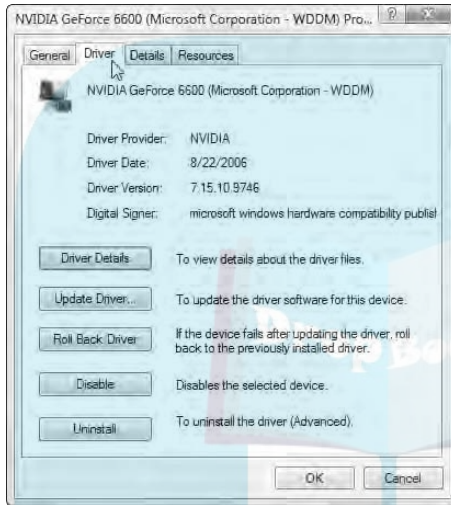 NVIDIA GeForce 6600 (Microsoft Corporation - WDDM) Pro...
General Driver Details Resources
NVIDIA GeForce 6600 (Microsoft Corporation - WDDM)
Driver Provider: NVIDIA
Driver Date: 8/22/2006
Driver Version: 7.15.10.9746
Digital Signer: microsoft windows hardware compatibility publist
Driver Details To view details about the driver files.
Update Driver... To update the driver software for this device.
Roll Back Driver If the device fails after updating the driver, roll
back to the previously installed driver.
Disable Disables the selected device.
Uninstall To uninstall the driver (Advanced).
OK Cancel